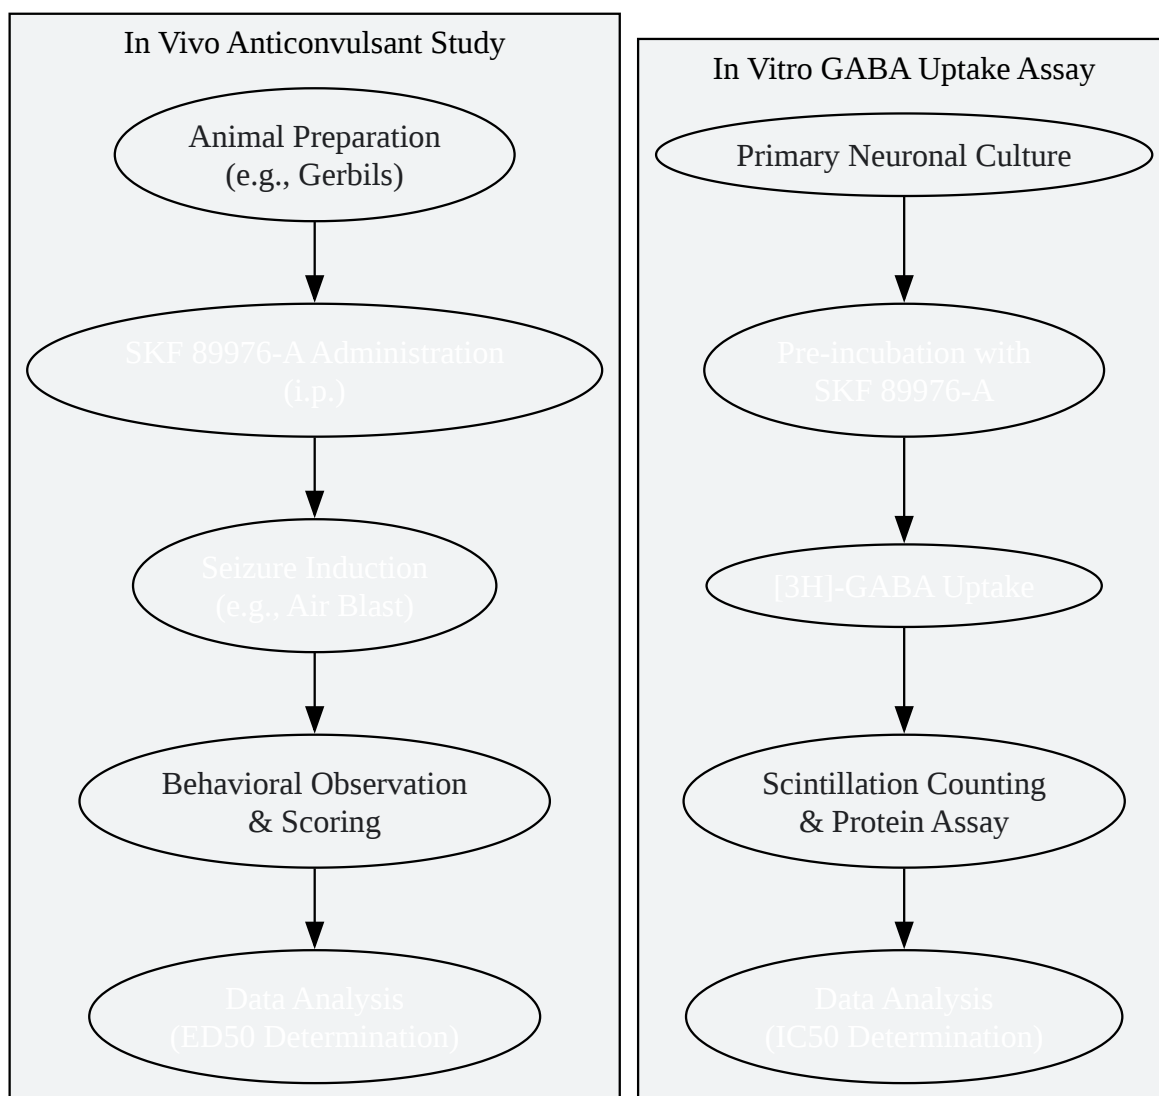 In Vivo Anticonvulsant Study
Animal Preparation
(e.g., Gerbils)
SKF 89976-A Administration
(i.p.)
Seizure Induction
(e.g., Air Blast)
Behavioral Observation
& Scoring
Data Analysis
(ED50 Determination)
In Vitro GABA Uptake Assay
Primary Neuronal Culture
Pre-incubation with
SKF 89976-A
[3H]-GABA Uptake
Scintillation Counting
& Protein Assay
Data Analysis
(IC50 Determination)